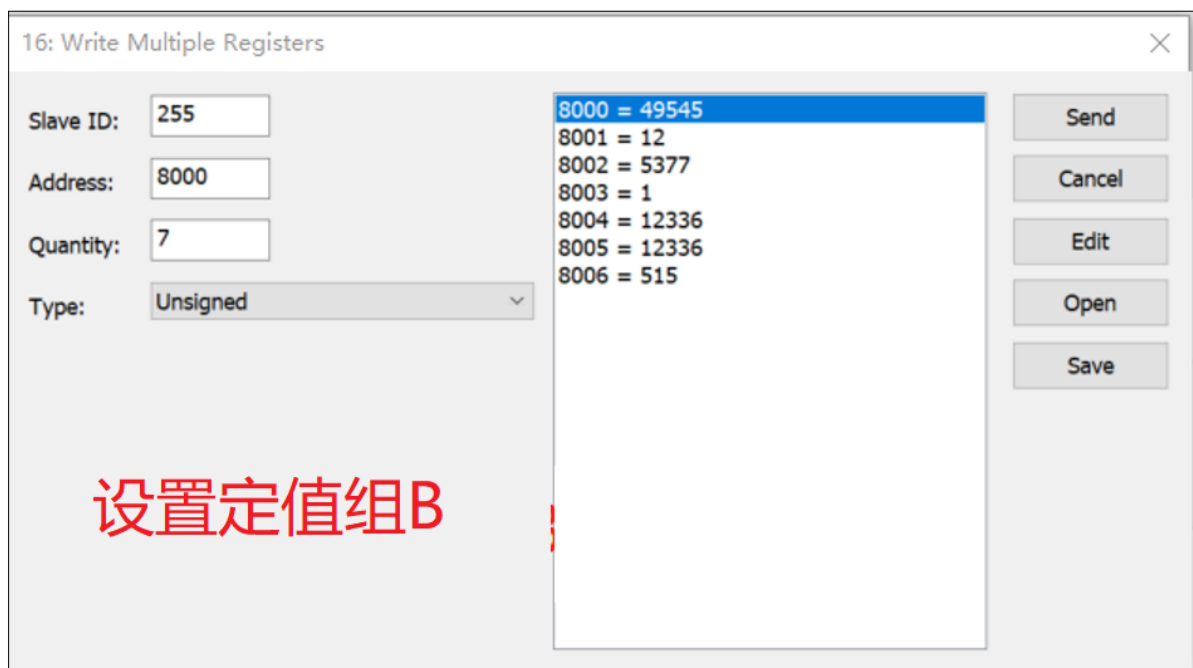 16: Write Multiple Registers
Slave ID: 255
Address: 8000
Quantity: 7
Type: Unsigned
8000 = 49545
8001 = 12
8002 = 5377
8003 = 1
8004 = 12336
8005 = 12336
8006 = 515
Send
Cancel
Edit
Open
Save
设置定值组B